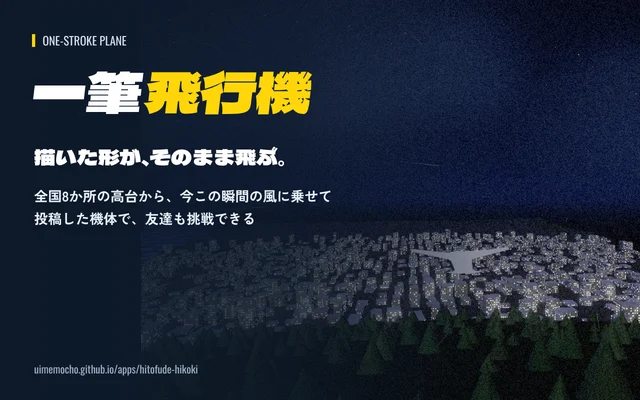 ONE-STROKE PLANE
一筆飛行機
描いた形が、そのまま飛ぶ。
全国8か所の高台から、今この瞬間の風に乗せて
投稿した機体で、友達も挑戦できる
uimemocho.github.io/apps/hitofude-hikoki